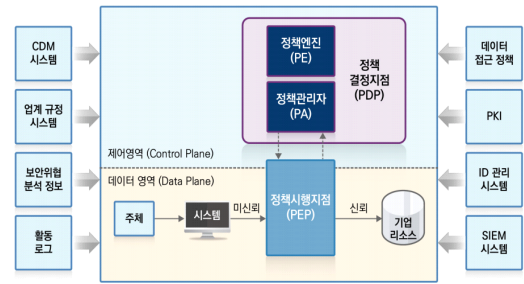 CDM
시스템
업계 규정
시스템
보안위협
분석 정보
활동
로그
정책엔진
(PE)
정책관리자
(PA)
정책
결정지점
(PDP)
제어영역 (Control Plane)
데이터 영역 (Data Plane)
주체
시스템
미신뢰
정책시행지점
(PEP)
신뢰
기업
리소스
데이터
접근 정책
PKI
ID 관리
시스템
SIEM
시스템